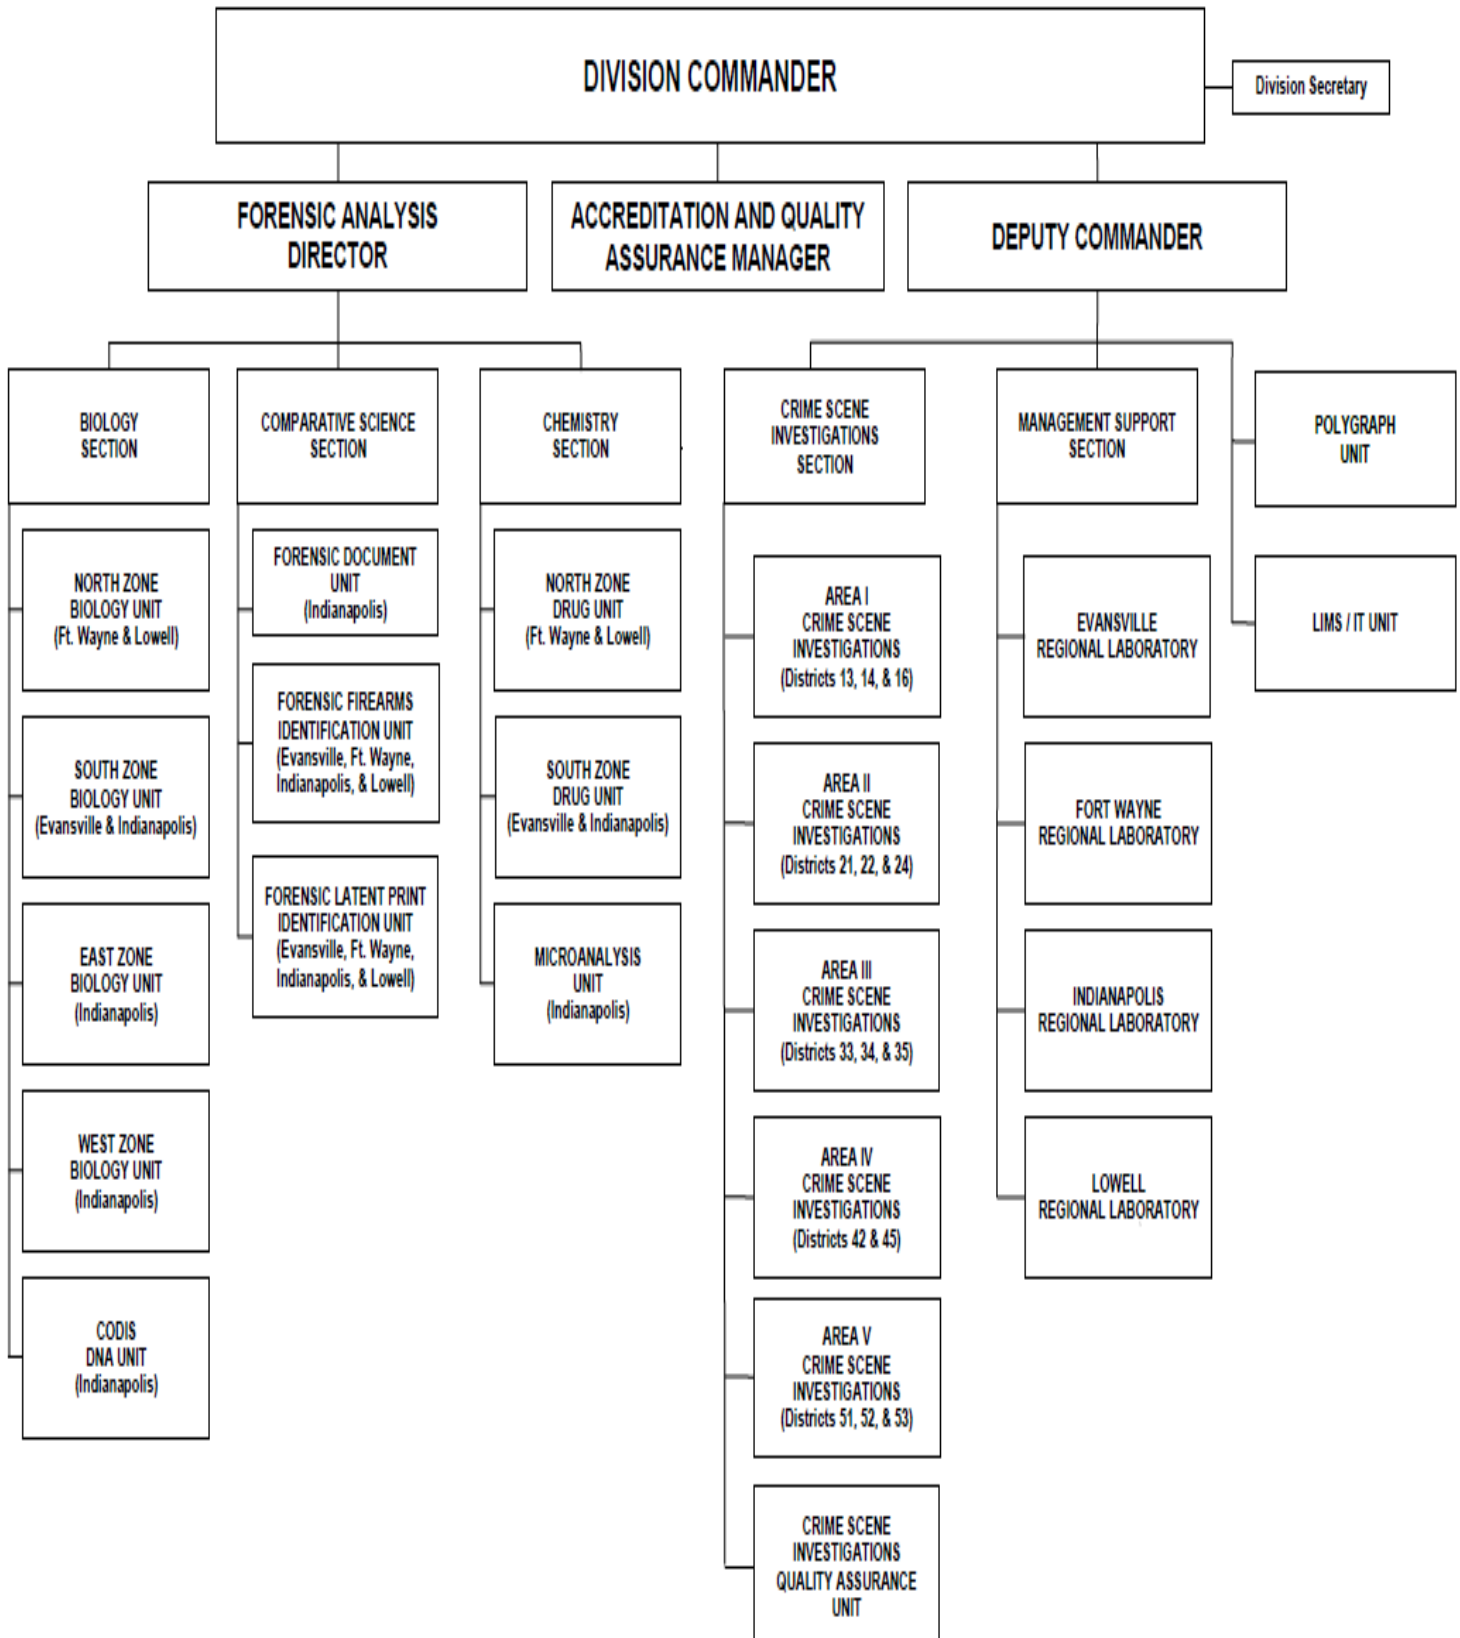 DIVISION COMMANDER
Division Secretary
FORENSIC ANALYSIS
DIRECTOR
ACCREDITATION AND QUALITY
ASSURANCE MANAGER
DEPUTY COMMANDER
BIOLOGY
SECTION
COMPARATIVE SCIENCE
SECTION
CHEMISTRY
SECTION
CRIME SCENE
INVESTIGATIONS
SECTION
MANAGEMENT SUPPORT
SECTION
POLYGRAPH
UNIT
NORTH ZONE
BIOLOGY UNIT
(Ft. Wayne & Lowell)
SOUTH ZONE
BIOLOGY UNIT
(Evansville & Indianapolis)
EAST ZONE
BIOLOGY UNIT
(Indianapolis)
WEST ZONE
BIOLOGY UNIT
(Indianapolis)
CODIS
DNA UNIT
(Indianapolis)
FORENSIC DOCUMENT
UNIT
(Indianapolis)
FORENSIC FIREARMS
IDENTIFICATION UNIT
(Evansville, Ft. Wayne,
Indianapolis, & Lowell)
FORENSIC LATENT PRINT
IDENTIFICATION UNIT
(Evansville, Ft. Wayne,
Indianapolis, & Lowell)
NORTH ZONE
DRUG UNIT
(Ft. Wayne & Lowell)
SOUTH ZONE
DRUG UNIT
(Evansville & Indianapolis)
MICROANALYSIS
UNIT
(Indianapolis)
AREA I
CRIME SCENE
INVESTIGATIONS
(Districts 13, 14, & 16)
AREA II
CRIME SCENE
INVESTIGATIONS
(Districts 21, 22, & 24)
AREA III
CRIME SCENE
INVESTIGATIONS
(Districts 33, 34, & 35)
AREA IV
CRIME SCENE
INVESTIGATIONS
(Districts 42 & 45)
AREA V
CRIME SCENE
INVESTIGATIONS
(Districts 51, 52, & 53)
CRIME SCENE
INVESTIGATIONS
QUALITY ASSURANCE
UNIT
EVANSVILLE
REGIONAL LABORATORY
FORT WAYNE
REGIONAL LABORATORY
INDIANAPOLIS
REGIONAL LABORATORY
LOWELL
REGIONAL LABORATORY
LIMS / IT UNIT